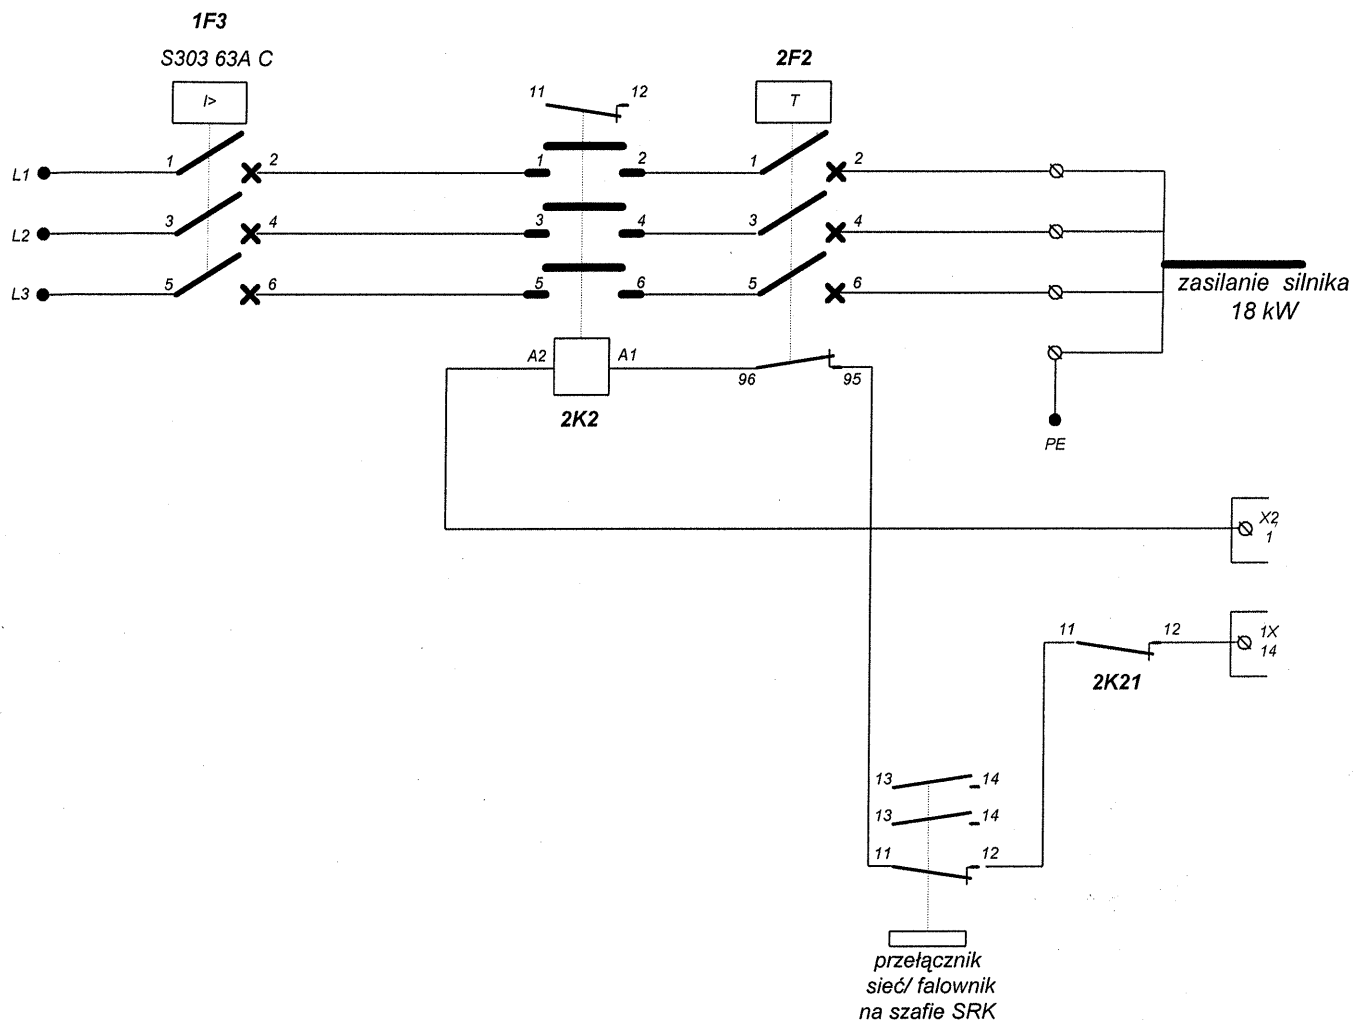 1F3
S303 63A C
2F2
I>
T
11 12
L1 1 2 1 2 1 2
L2 3 4 3 4 3 4
L3 5 6 5 6 5 6
zasilanie silnika
18 kW
A2 A1
96 95
2K2
PE
X2
1
11 12 1X
14
2K21
13 14
13 14
11 12
przełącznik
sieć/ falownik
na szafie SRK